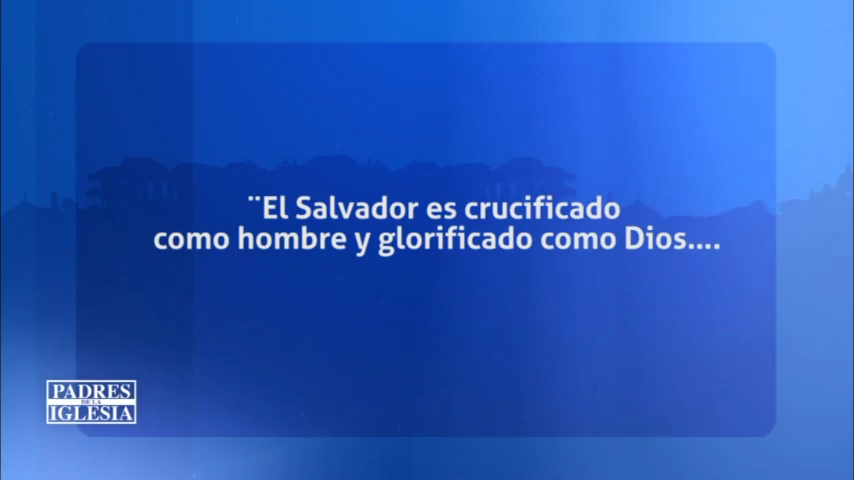 ¨El Salvador es crucificado
como hombre y glorificado como Dios....
PADRES
DE LA
IGLESIA